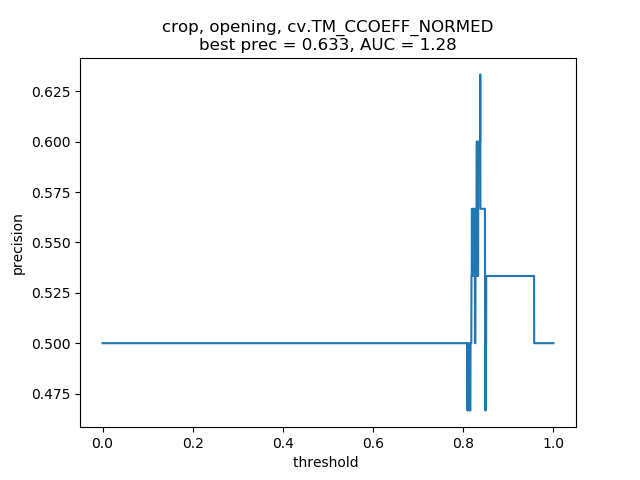 crop, opening, cv.TM_CCOEFF_NORMED
best prec = 0.633, AUC = 1.28
0.625
0.600
0.575
0.550
0.525
0.500
0.475
precision
0.0 0.2 0.4 0.6 0.8 1.0
threshold